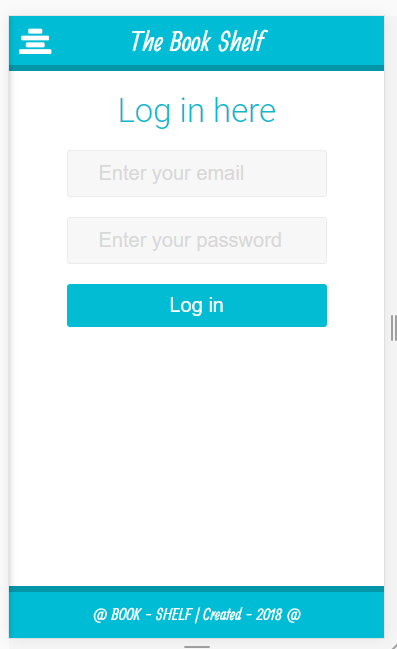 The Book Shelf
Log in here
Enter your email
Enter your password
Log in
@ BOOK - SHELF | Created - 2018 @